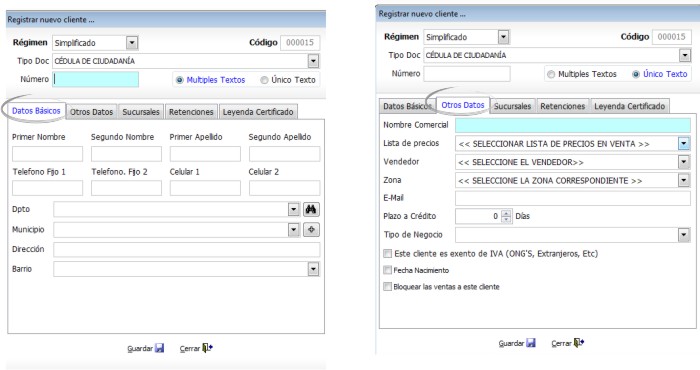 Registrar nuevo cliente ...
Régimen Simplificado Código 000015
Tipo Doc CÉDULA DE CIUDADANÍA
Número Multiples Textos Único Texto
Datos Básicos Otros Datos Sucursales Retenciones Leyenda Certificado
Primer Nombre Segundo Nombre Primer Apellido Segundo Apellido
Telefono Fijo 1 Telefono. Fijo 2 Celular 1 Celular 2
Dpto
Municipio
Dirección
Barrio
Guardar Cerrar
Registrar nuevo cliente ...
Régimen Simplificado Código 000015
Tipo Doc CÉDULA DE CIUDADANÍA
Número Multiples Textos Único Texto
Datos Básicos Otros Datos Sucursales Retenciones Leyenda Certificado
Nombre Comercial
Lista de precios << SELECCIONAR LISTA DE PRECIOS EN VENTA >>
Vendedor << SELECCIONE EL VENDEDOR>>
Zona << SELECCIONE LA ZONA CORRESPONDIENTE >>
E-Mail
Plazo a Crédito 0 Días
Tipo de Negocio
Este cliente es exento de IVA (ONG'S, Extranjeros, Etc)
Fecha Nacimiento
Bloquear las ventas a este cliente
Guardar Cerrar